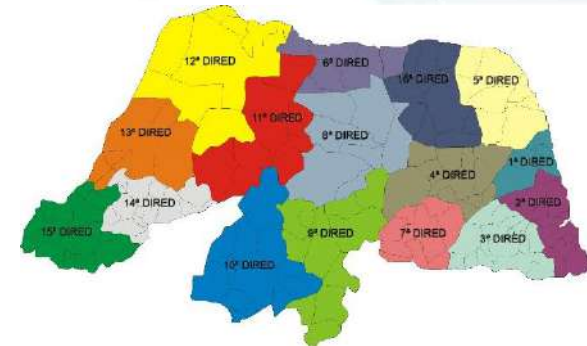 12ª DIRED
6ª DIRED
16ª DIRED
5ª DIRED
11ª DIRED
8ª DIRED
13ª DIRED
1ª DIRED
4ª DIRED
14ª DIRED
2ª DIRED
15ª DIRED
9ª DIRED
7ª DIRED
3ª DIRED
10ª DIRED